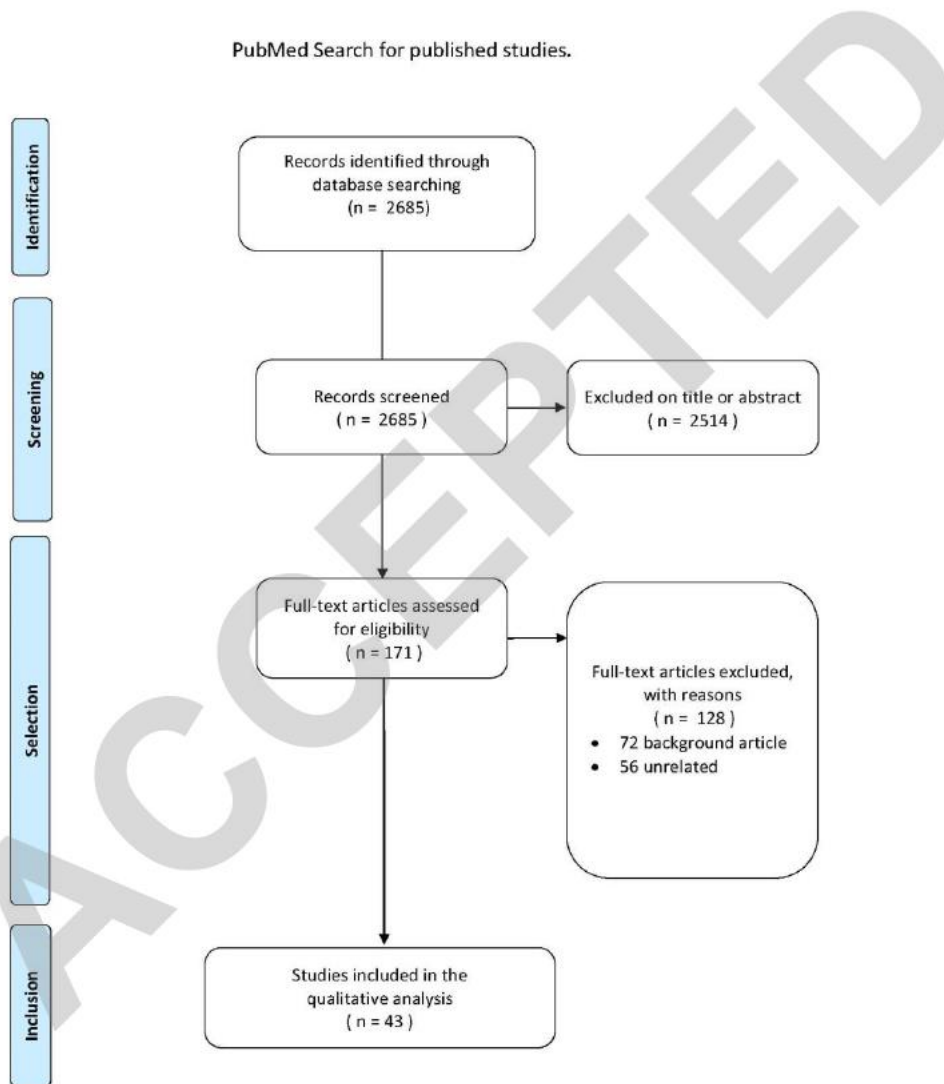 PubMed Search for published studies.
Identification
Records identified through
database searching
(n = 2685)
Screening
Records screened
( n = 2685 )
Excluded on title or abstract
( n = 2514 )
Selection
Full-text articles assessed
for eligibility
( n = 171 )
Full-text articles excluded,
with reasons
( n = 128 )
• 72 background article
• 56 unrelated
Inclusion
Studies included in the
qualitative analysis
( n = 43 )
ACCEPTED